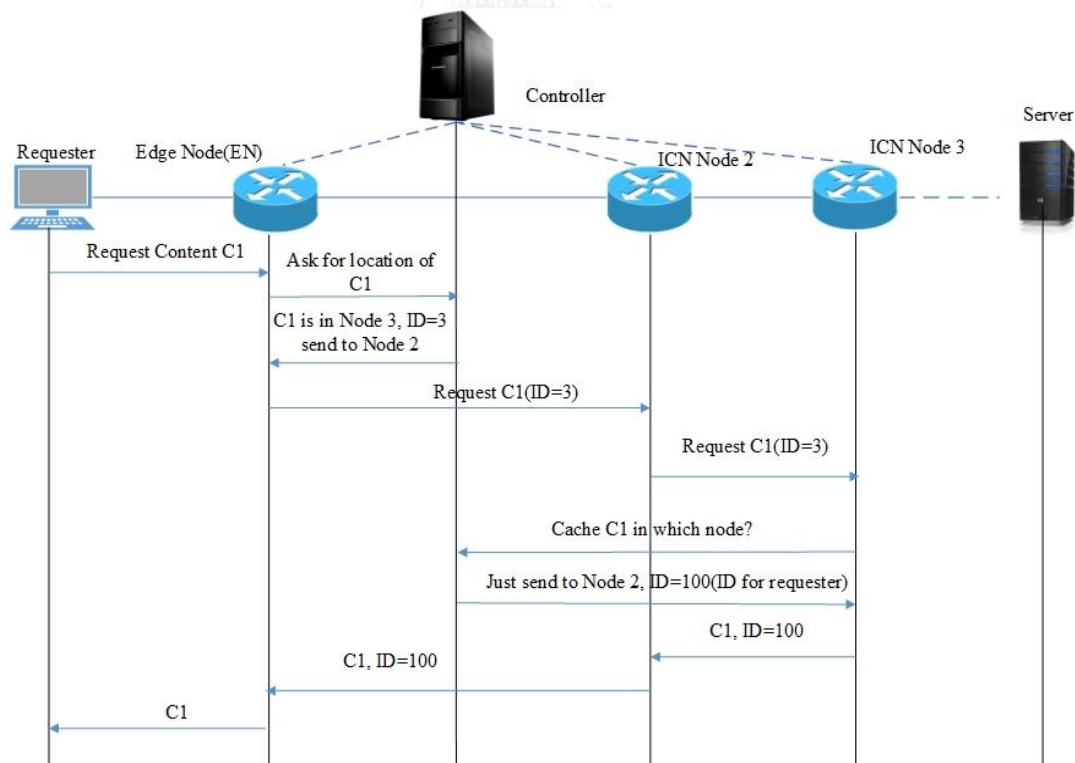 Controller
Server
Requester
Edge Node(EN)
ICN Node 2
ICN Node 3
Request Content C1
Ask for location of
C1
C1 is in Node 3, ID=3
send to Node 2
Request C1(ID=3)
Request C1(ID=3)
Cache C1 in which node?
Just send to Node 2, ID=100(ID for requester)
C1, ID=100
C1, ID=100
C1